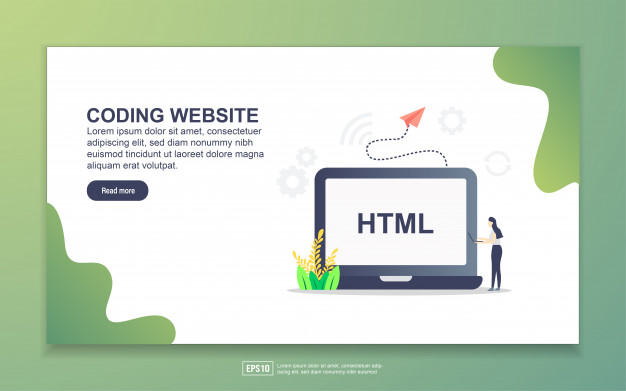 CODING WEBSITE
Lorem ipsum dolor sit amet, consectetuer
adipiscing elit, sed diam nonummy nibh
euismod tincidunt ut laoreet dolore magna
aliquam erat volutpat.
Read more
HTML
EPS10
Lorem ipsum dolor sit amet, consectetuer adip-
iscing elit, sed diam nonummy nibh euismod